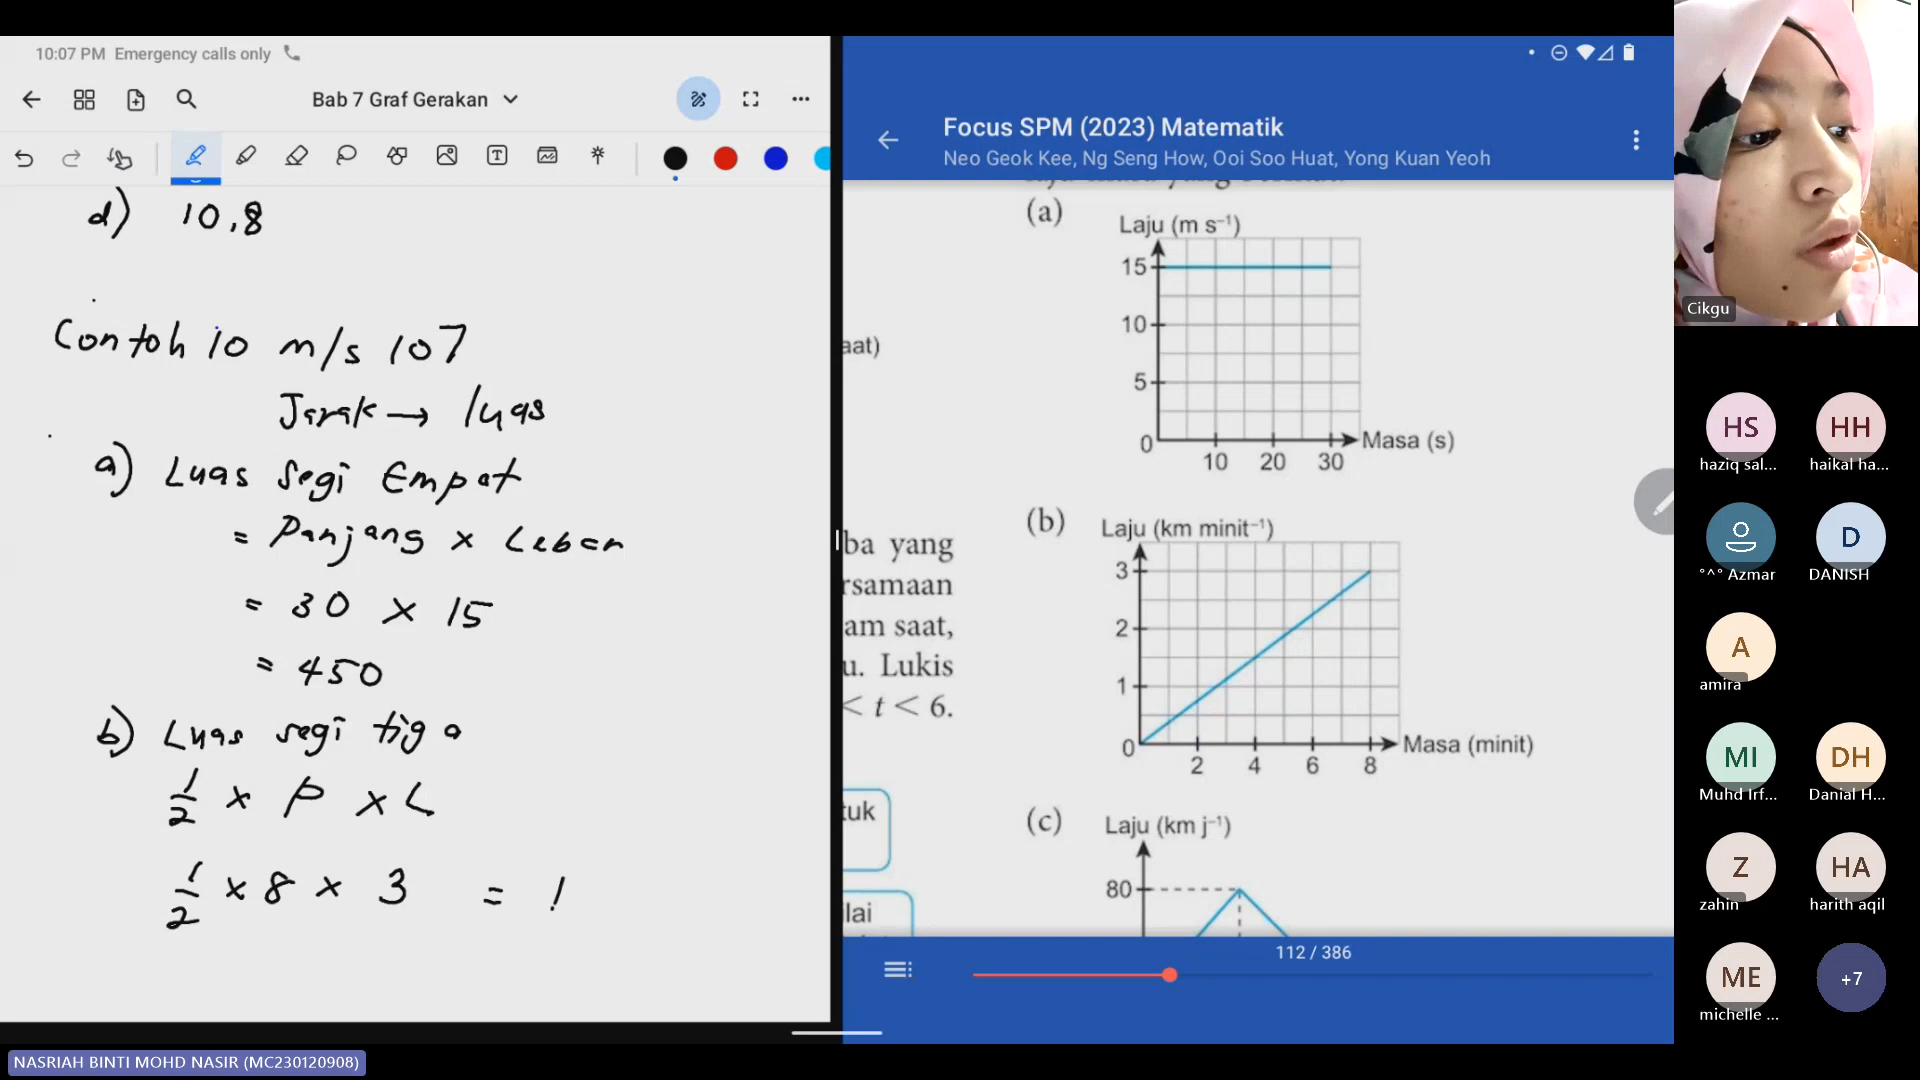 10:07 PM Emergency calls only
Bab 7 Graf Gerakan
d) 10.8
Contoh 10 m/s 107
Jarak → luas
a) Luas Segi Empat
= Panjang × Lebar
= 30 × 15
= 450
b) Luas segi tiga
1/2 × P × L
1/2 × 8 × 3 = 1
Focus SPM (2023) Matematik
Neo Geok Kee, Ng Seng How, Ooi Soo Huat, Yong Kuan Yeoh
aat)
ba yang
rsamaan
am saat,
u. Lukis
< t < 6.
tuk
lai
(a)
Laju (m s⁻¹)
15
10
5
0
10 20 30
Masa (s)
(b)
Laju (km minit⁻¹)
3
2
1
0
2 4 6 8
Masa (minit)
(c)
Laju (km j⁻¹)
80
112 / 386
Cikgu
HS HH
haziq sal... haikal ha...
D
°^° Azmar DANISH
A
amira
MI DH
Muhd Irf... Danial H...
Z HA
zahin harith aqil
ME +7
michelle ...
NASRIAH BINTI MOHD NASIR (MC230120908)